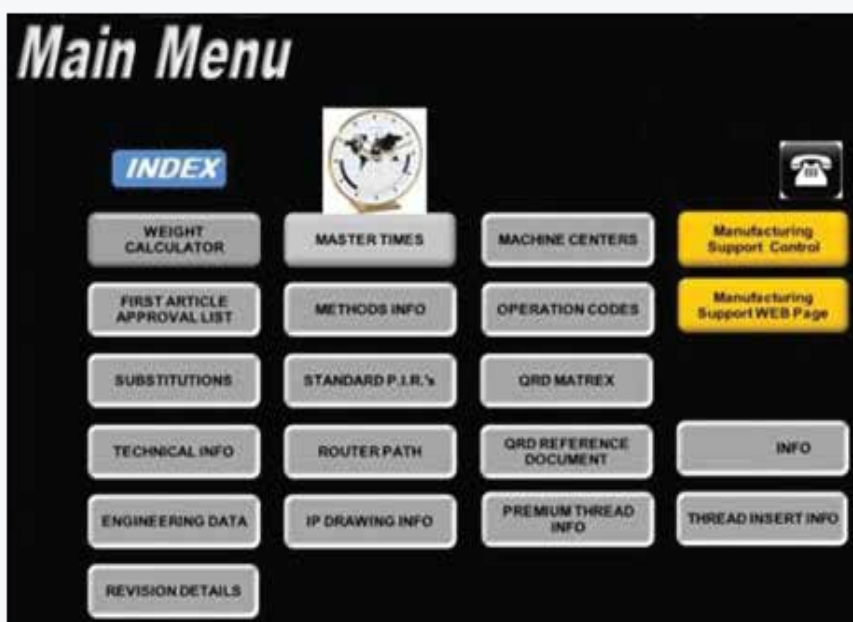 Main Menu
INDEX
WEIGHT
CALCULATOR
MASTER TIMES
MACHINE CENTERS
Manufacturing
Support Control
FIRST ARTICLE
APPROVAL LIST
METHODS INFO
OPERATION CODES
Manufacturing
Support WEB Page
SUBSTITUTIONS
STANDARD P.I.R.'s
QRD MATREX
TECHNICAL INFO
ROUTER PATH
QRD REFERENCE
DOCUMENT
INFO
ENGINEERING DATA
IP DRAWING INFO
PREMIUM THREAD
INFO
THREAD INSERT INFO
REVISION DETAILS